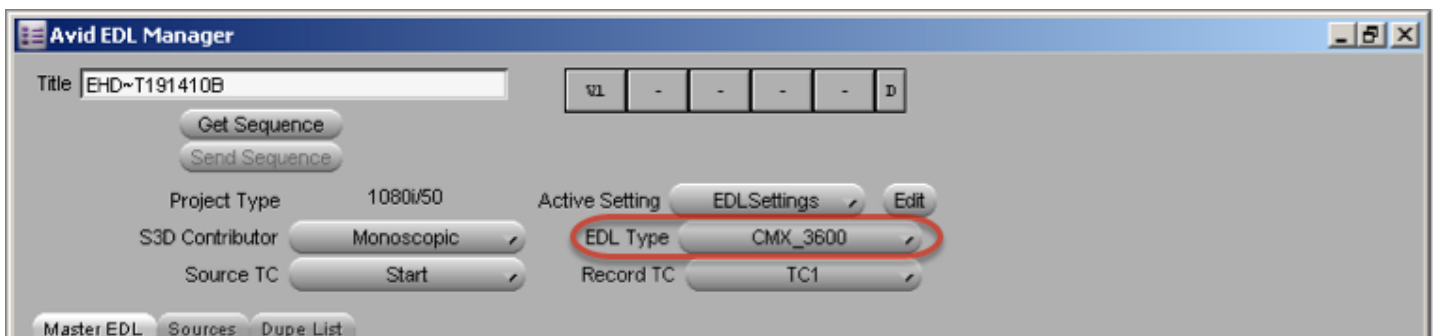 Avid EDL Manager
Title EHD~T191410B
V1 - - - - D
Get Sequence
Send Sequence
Project Type 1080i/50 Active Setting EDLSettings Edit
S3D Contributor Monoscopic EDL Type CMX_3600
Source TC Start Record TC TC1
Master EDL Sources Dupe List